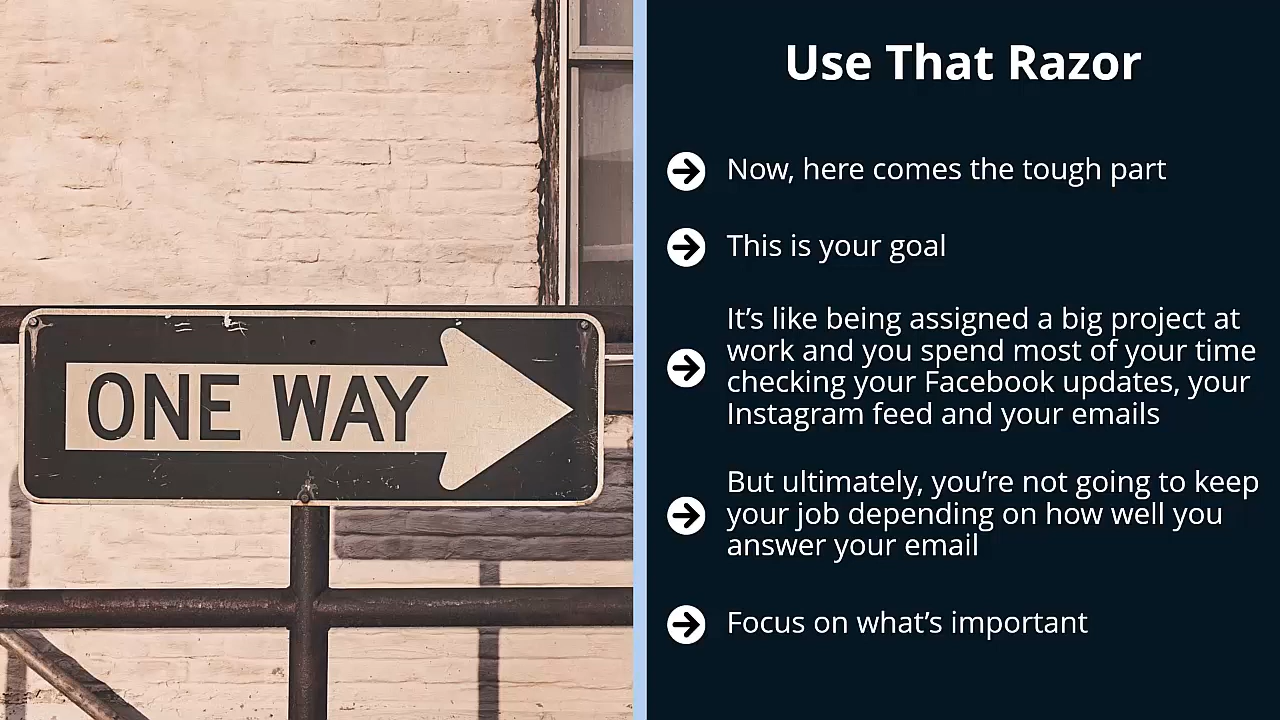 ONE WAY
Use That Razor
Now, here comes the tough part
This is your goal
It’s like being assigned a big project at
work and you spend most of your time
checking your Facebook updates, your
Instagram feed and your emails
But ultimately, you’re not going to keep
your job depending on how well you
answer your email
Focus on what’s important